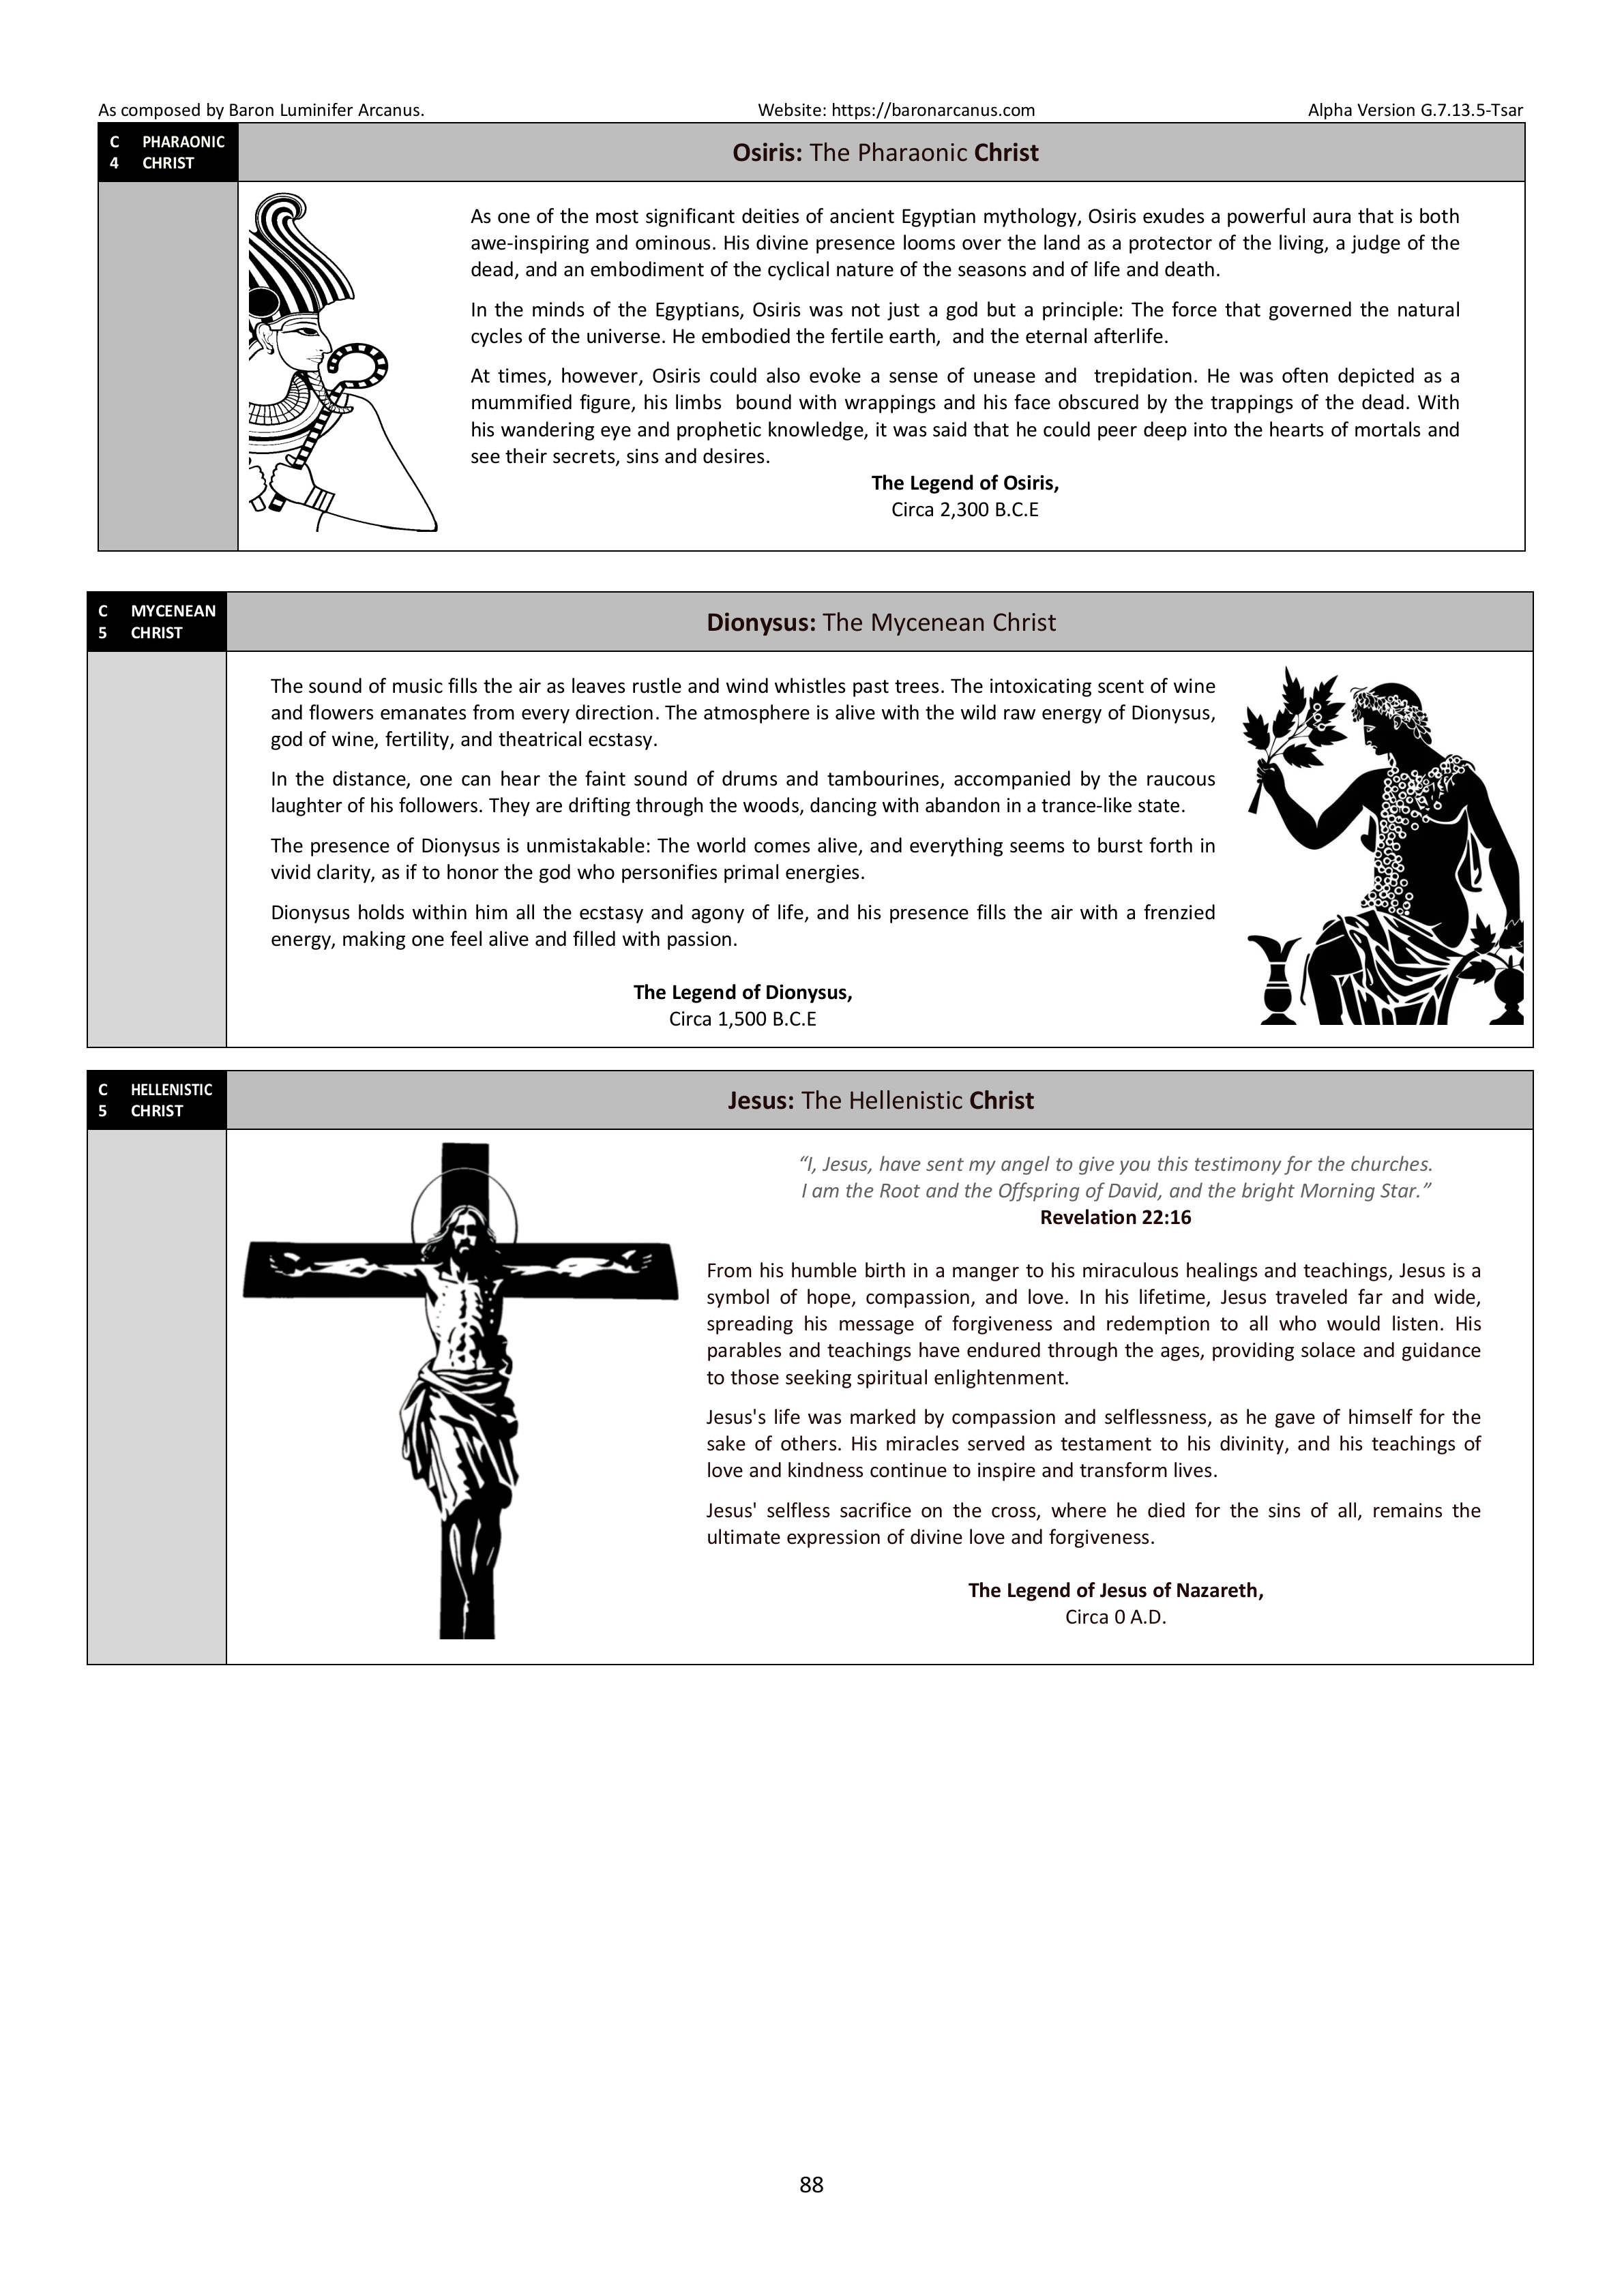 As composed by Baron Luminifer Arcanus. Website: https://baronarcanus.com Alpha Version G.7.13.5-Tsar
C PHARAONIC
4 CHRIST
Osiris: The Pharaonic Christ
As one of the most significant deities of ancient Egyptian mythology, Osiris exudes a powerful aura that is both
awe-inspiring and ominous. His divine presence looms over the land as a protector of the living, a judge of the
dead, and an embodiment of the cyclical nature of the seasons and of life and death.
In the minds of the Egyptians, Osiris was not just a god but a principle: The force that governed the natural
cycles of the universe. He embodied the fertile earth,  and the eternal afterlife.
At times, however, Osiris could also evoke a sense of unease and  trepidation. He was often depicted as a
mummified figure, his limbs  bound with wrappings and his face obscured by the trappings of the dead. With
his wandering eye and prophetic knowledge, it was said that he could peer deep into the hearts of mortals and
see their secrets, sins and desires.
The Legend of Osiris,
Circa 2,300 B.C.E
C MYCENEAN
5 CHRIST
Dionysus: The Mycenean Christ
The sound of music fills the air as leaves rustle and wind whistles past trees. The intoxicating scent of wine
and flowers emanates from every direction. The atmosphere is alive with the wild raw energy of Dionysus,
god of wine, fertility, and theatrical ecstasy.
In the distance, one can hear the faint sound of drums and tambourines, accompanied by the raucous
laughter of his followers. They are drifting through the woods, dancing with abandon in a trance-like state.
The presence of Dionysus is unmistakable: The world comes alive, and everything seems to burst forth in
vivid clarity, as if to honor the god who personifies primal energies.
Dionysus holds within him all the ecstasy and agony of life, and his presence fills the air with a frenzied
energy, making one feel alive and filled with passion.
The Legend of Dionysus,
Circa 1,500 B.C.E
C HELLENISTIC
5 CHRIST
Jesus: The Hellenistic Christ
“I, Jesus, have sent my angel to give you this testimony for the churches.
I am the Root and the Offspring of David, and the bright Morning Star.”
Revelation 22:16
From his humble birth in a manger to his miraculous healings and teachings, Jesus is a
symbol of hope, compassion, and love. In his lifetime, Jesus traveled far and wide,
spreading his message of forgiveness and redemption to all who would listen. His
parables and teachings have endured through the ages, providing solace and guidance
to those seeking spiritual enlightenment.
Jesus's life was marked by compassion and selflessness, as he gave of himself for the
sake of others. His miracles served as testament to his divinity, and his teachings of
love and kindness continue to inspire and transform lives.
Jesus' selfless sacrifice on the cross, where he died for the sins of all, remains the
ultimate expression of divine love and forgiveness.
The Legend of Jesus of Nazareth,
Circa 0 A.D.
88